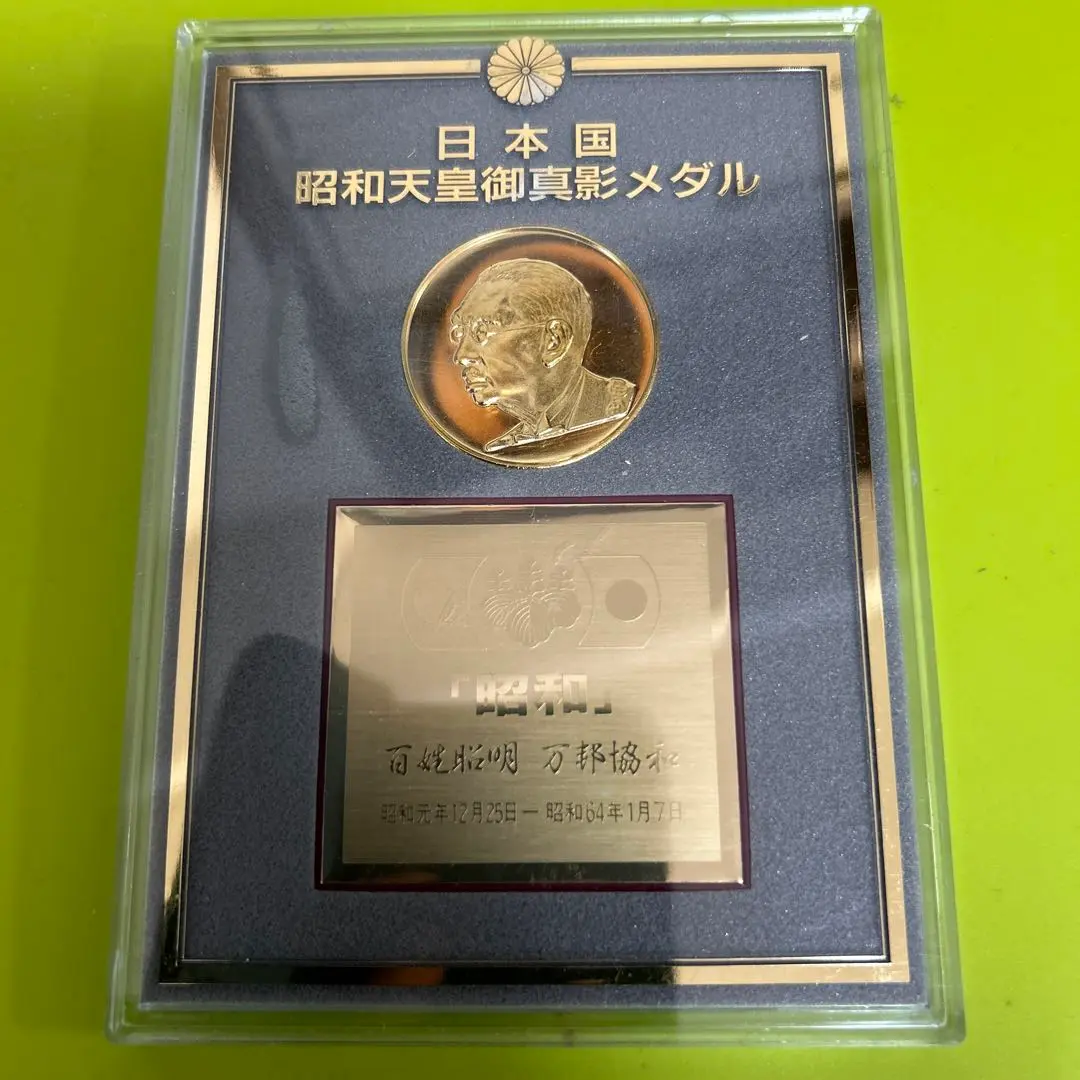 日本国
昭和天皇御真影メダル
「昭和」
百姓昭明 万邦協和
昭和元年12月25日ー昭和64年1月7日